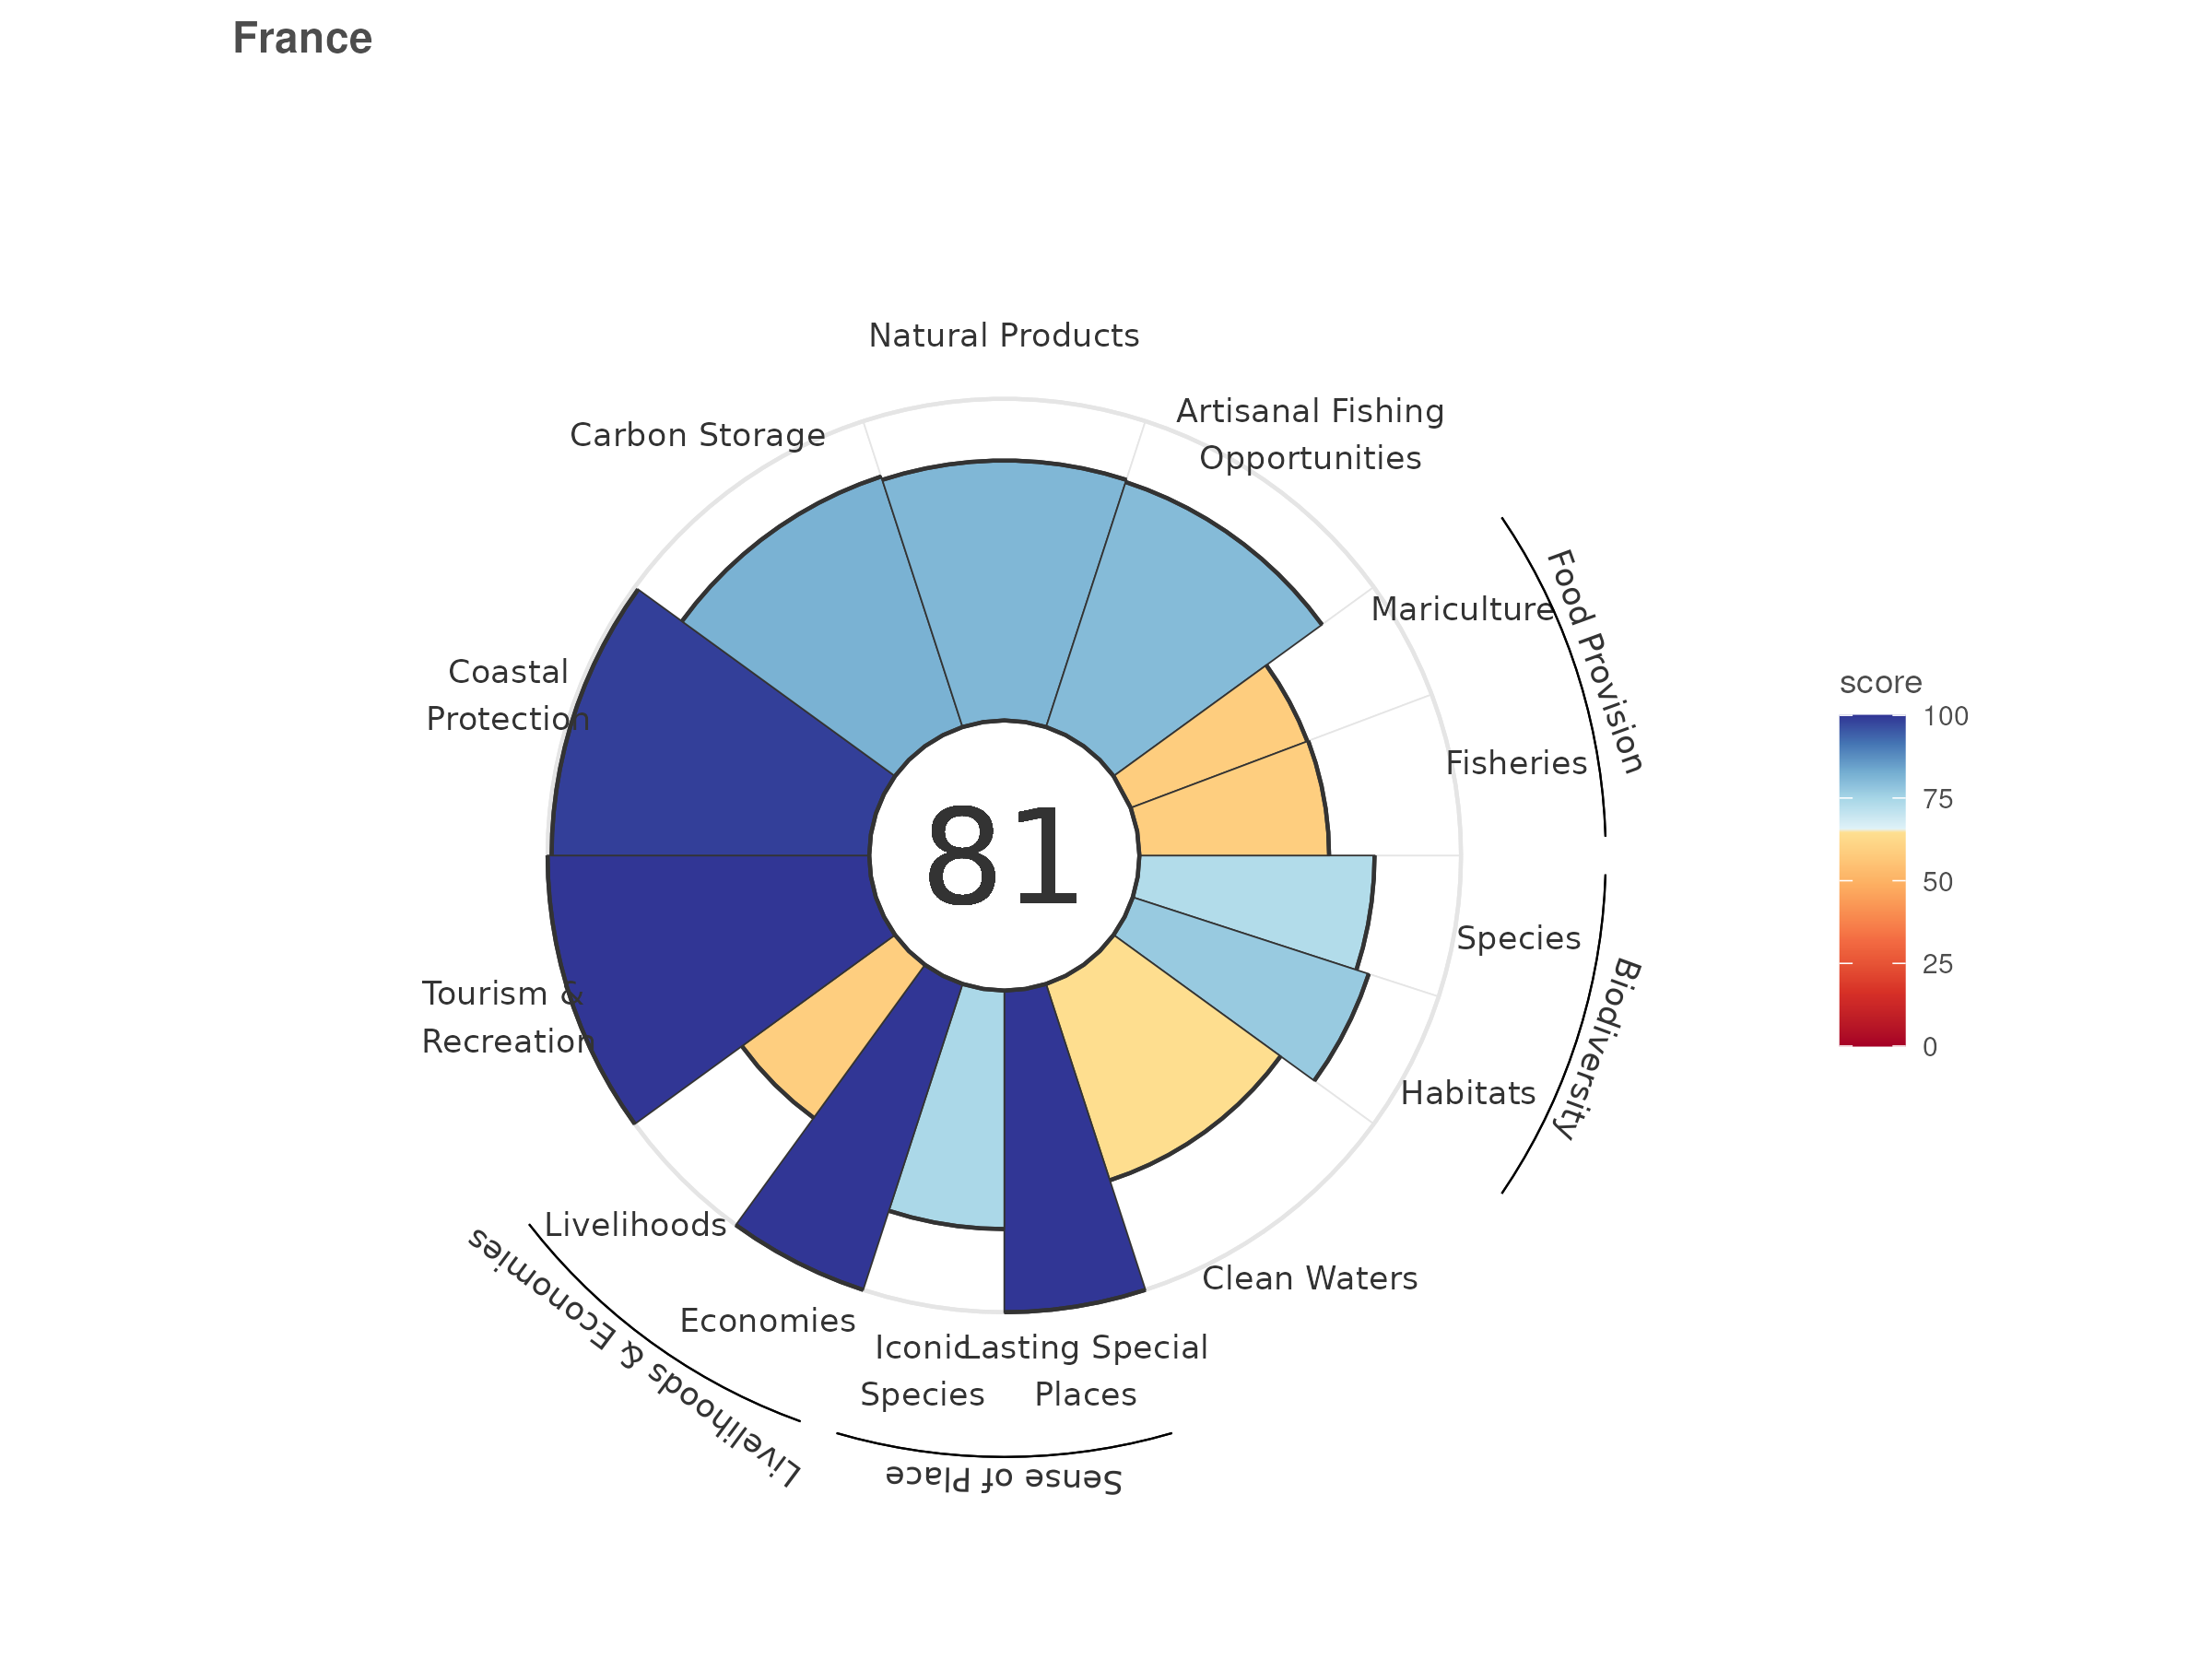 France
Natural Products
Artisanal Fishing
Opportunities
Carbon Storage
Mariculture
Food Provision
Coastal
Protection
Fisheries
81
score
100
75
50
25
0
Species
Biodiversity
Tourism &
Recreation
Habitats
Livelihoods
Clean Waters
Economies
Livelihoods & Economies
Iconic
Species
Lasting Special
Places
Sense of Place